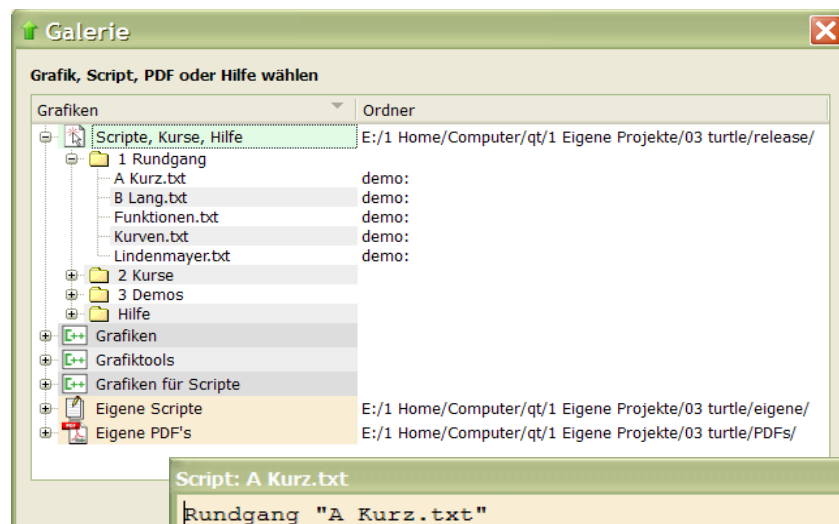 Galerie
Grafik, Script, PDF oder Hilfe wählen
Grafiken Ordner
Scripte, Kurse, Hilfe E:/1 Home/Computer/qt/1 Eigene Projekte/03 turtle/release/
1 Rundgang
A Kurz.txt demo:
B Lang.txt demo:
Funktionen.txt demo:
Kurven.txt demo:
Lindenmayer.txt demo:
2 Kurse
3 Demos
Hilfe
C++ Grafiken
C++ Grafiktools
C++ Grafiken für Scripte
Eigene Scripte E:/1 Home/Computer/qt/1 Eigene Projekte/03 turtle/eigene/
PDF Eigene PDF's E:/1 Home/Computer/qt/1 Eigene Projekte/03 turtle/PDFs/
Script: A Kurz.txt
Rundgang "A Kurz.txt"